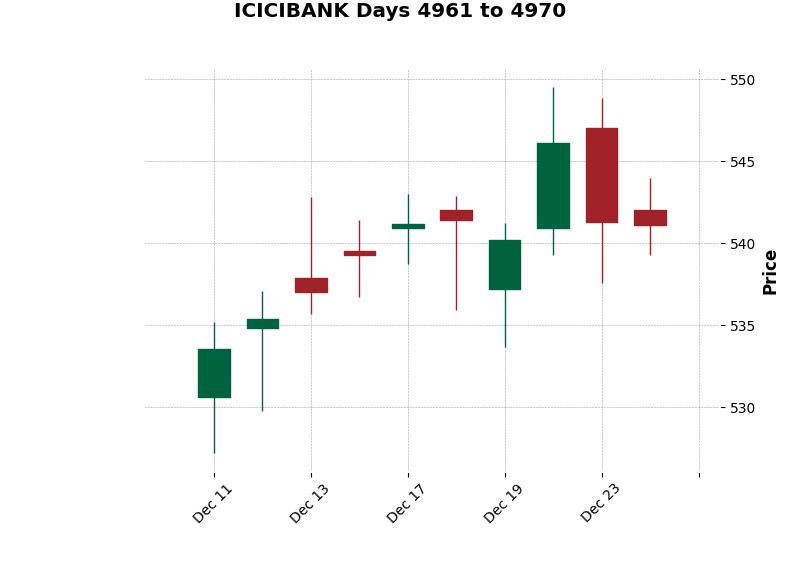 ICICIBANK Days 4961 to 4970
550
545
540
535
530
Price
Dec 11
Dec 13
Dec 17
Dec 19
Dec 23